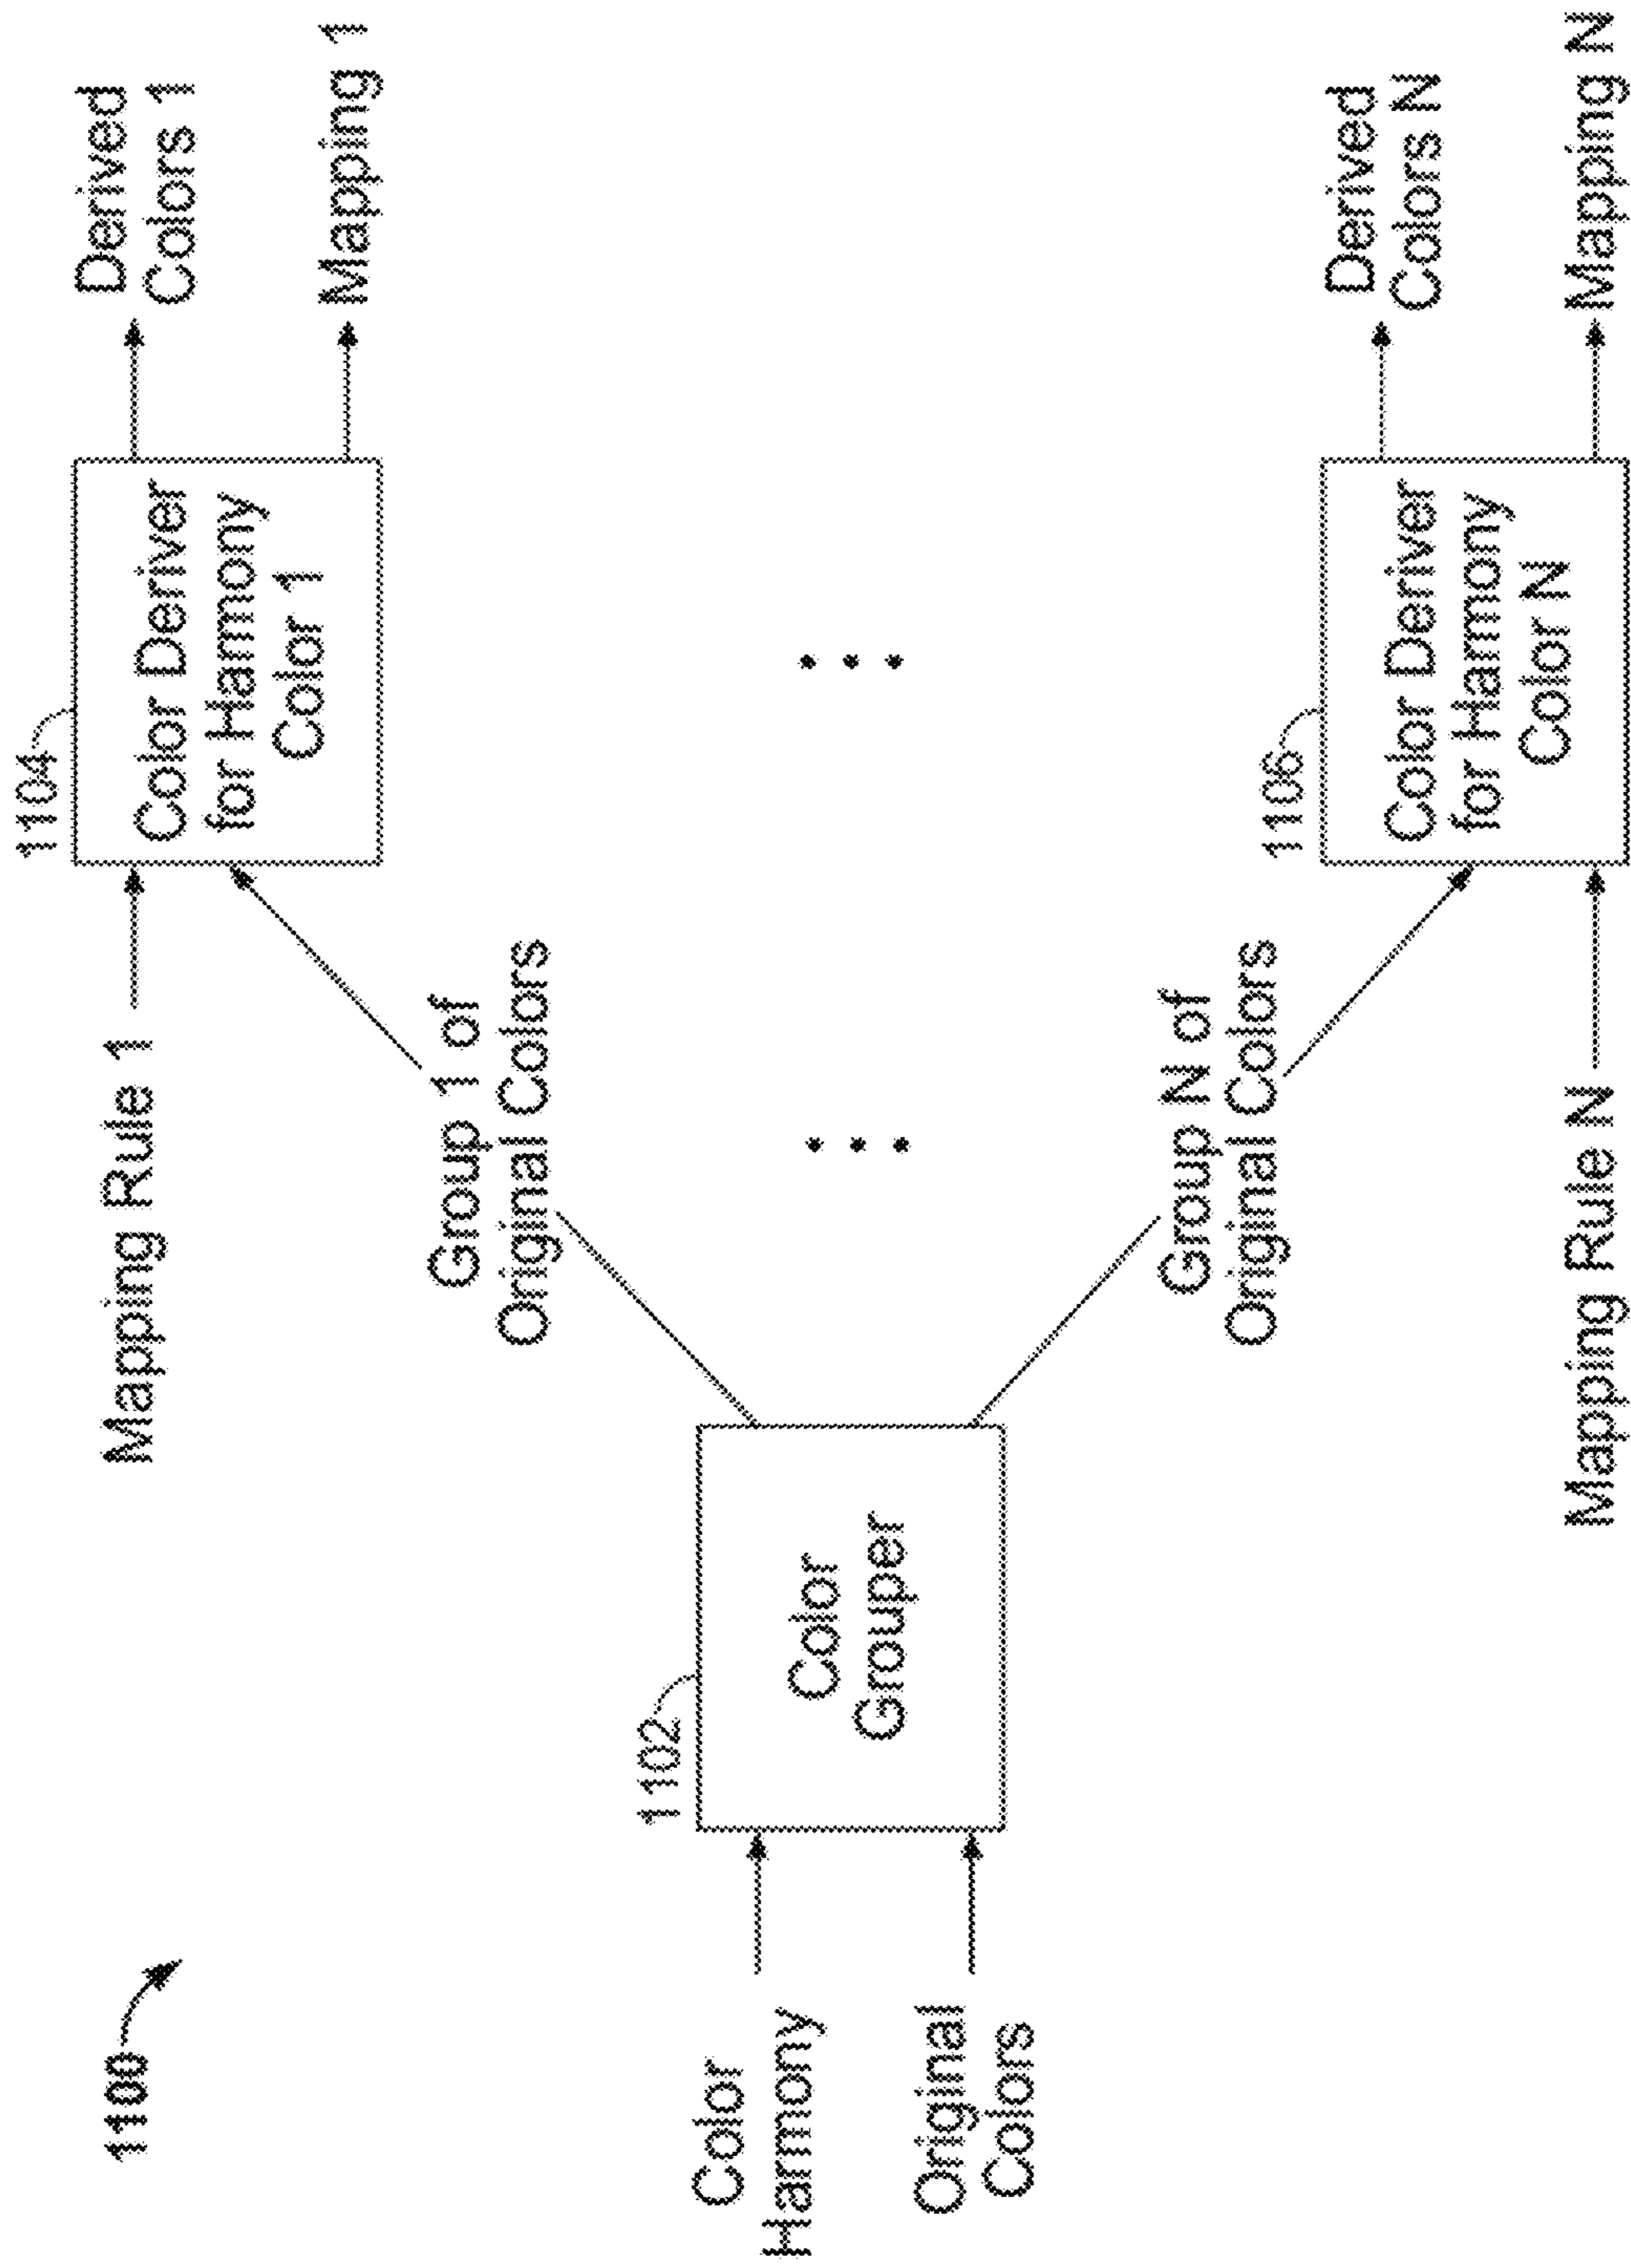 1100
Color
Harmony
Original
Colors
1102
Color
Grouper
Mapping Rule 1
Group 1 of
Original Colors
...
Group N of
Original Colors
Mapping Rule N
1104
Color Deriver
for Harmony
Color 1
...
1106
Color Deriver
for Harmony
Color N
Derived
Colors 1
Mapping 1
Derived
Colors N
Mapping N